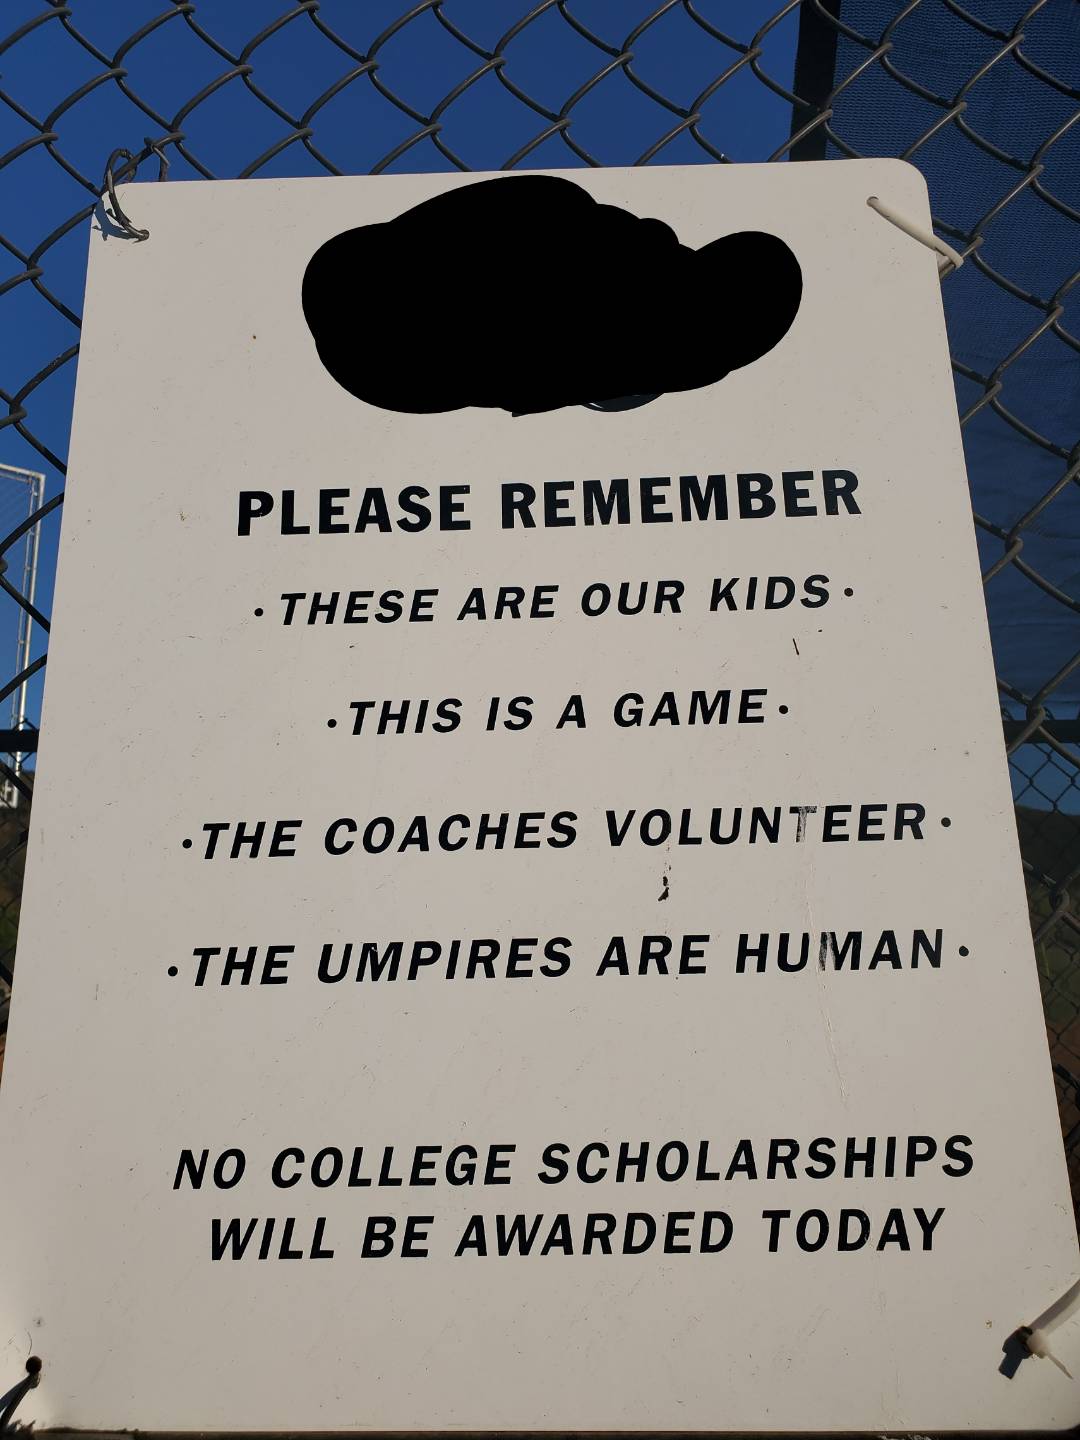 PLEASE REMEMBER
·THESE ARE OUR KIDS·
·THIS IS A GAME·
·THE COACHES VOLUNTEER·
·THE UMPIRES ARE HUMAN·
NO COLLEGE SCHOLARSHIPS
WILL BE AWARDED TODAY